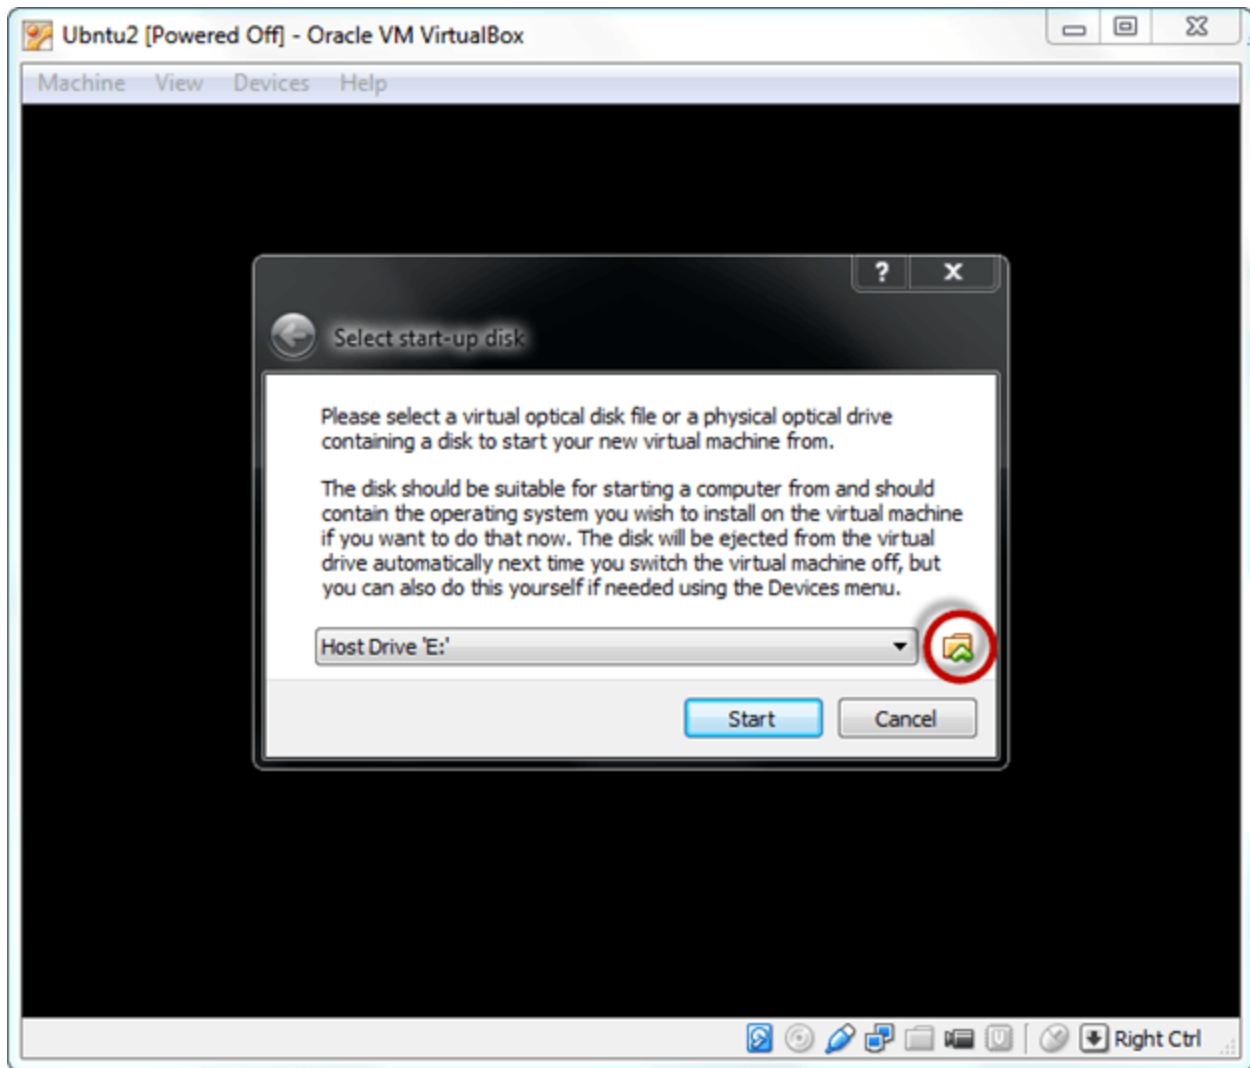 Ubntu2 [Powered Off] - Oracle VM VirtualBox
Machine View Devices Help
?
Select start-up disk
Please select a virtual optical disk file or a physical optical drive
containing a disk to start your new virtual machine from.
The disk should be suitable for starting a computer from and should
contain the operating system you wish to install on the virtual machine
if you want to do that now. The disk will be ejected from the virtual
drive automatically next time you switch the virtual machine off, but
you can also do this yourself if needed using the Devices menu.
Host Drive 'E:'
Start Cancel
Right Ctrl